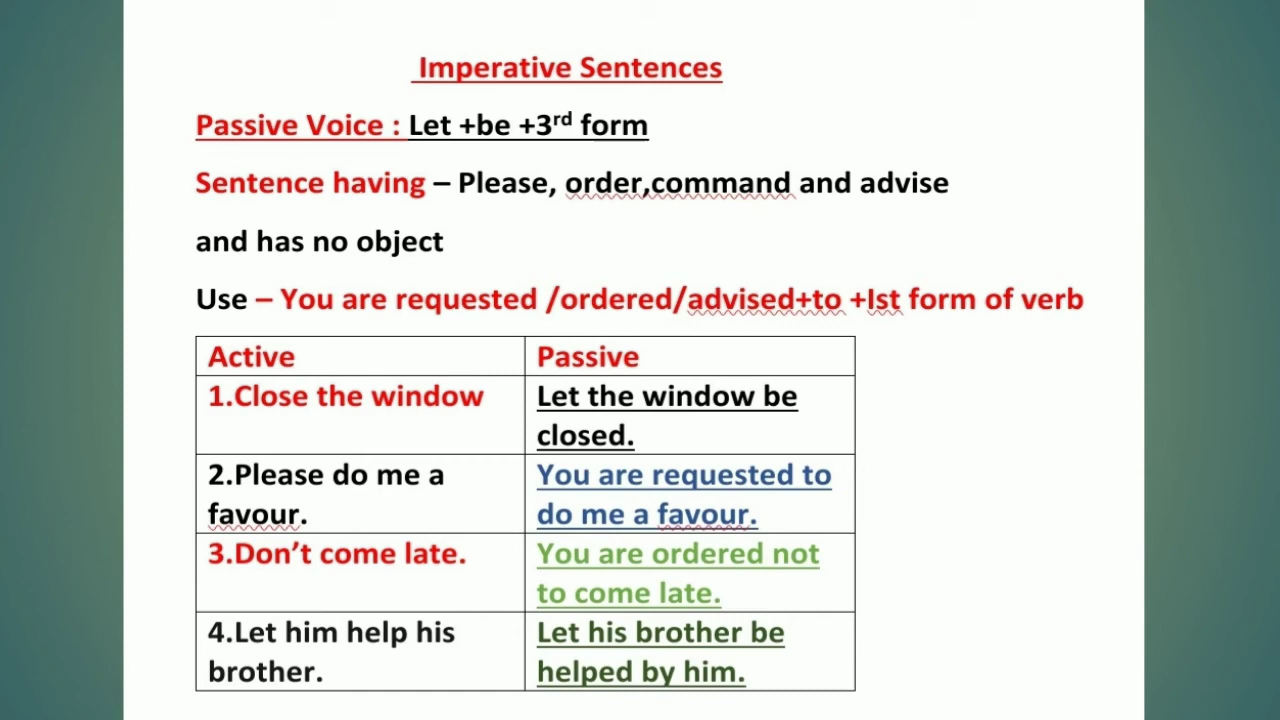 Imperative Sentences
Passive Voice : Let +be +3rd form
Sentence having – Please, order,command and advise
and has no object
Use – You are requested /ordered/advised+to +Ist form of verb
Active Passive
1.Close the window Let the window be
closed.
2.Please do me a You are requested to
favour. do me a favour.
3.Don’t come late. You are ordered not
to come late.
4.Let him help his Let his brother be
brother. helped by him.